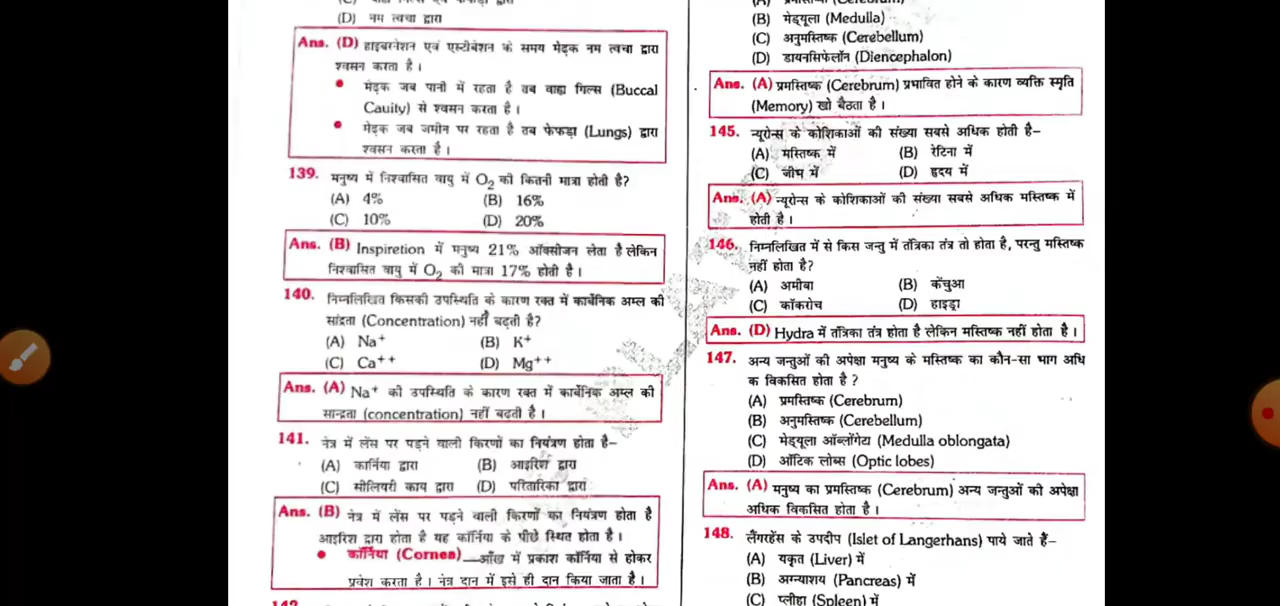 (D) नम त्वचा द्वारा
Ans. (D) हाइबरनेशन एवं एस्टीबेशन के समय मेढ़क नम त्वचा द्वारा
श्वसन करता है।
• मेढ़क जब पानी में रहता है तब वाह्य गिल्स (Buccal
Cauity) से श्वसन करता है।
• मेढ़क जब जमीन पर रहता है तब फेफड़ा (Lungs) द्वारा
श्वसन करता है।
139. मनुष्य में निश्वासित वायु में O₂ की कितनी मात्रा होती है?
(A) 4% (B) 16%
(C) 10% (D) 20%
Ans. (B) Inspiretion में मनुष्य 21% ऑक्सीजन लेता है लेकिन
निश्वासित वायु में O₂ की मात्रा 17% होती है।
140. निम्नलिखित किसकी उपस्थिति के कारण रक्त में कार्बेनिक अम्ल की
सांद्रता (Concentration) नहीं बढ़ती है?
(A) Na⁺ (B) K⁺
(C) Ca⁺⁺ (D) Mg⁺⁺
Ans. (A) Na⁺ की उपस्थिति के कारण रक्त में कार्बेनिक अम्ल की
सान्द्रता (concentration) नहीं बढ़ती है।
141. नेत्र में लेंस पर पड़ने वाली किरणों का नियंत्रण होता है–
(A) कार्निया द्वारा (B) आइरिश द्वारा
(C) सीलियरी काय द्वारा (D) परितारिका द्वारा
Ans. (B) नेत्र में लेंस पर पड़ने वाली किरणों का नियंत्रण होता है
आइरिश द्वारा होता है यह कॉर्निया के पीछे स्थित होता है।
• कॉर्निया (Cornea)—आँख में प्रकाश कॉर्निया से होकर
प्रवेश करता है। नेत्र दान में इसे ही दान किया जाता है।
(B) मेड्यूला (Medulla)
(C) अनुमस्तिष्क (Cerebellum)
(D) डायनसिफेलॉन (Diencephalon)
Ans. (A) प्रमस्तिष्क (Cerebrum) प्रभावित होने के कारण व्यक्ति स्मृति
(Memory) खो बैठता है।
145. न्यूरोन्स के कोशिकाओं की संख्या सबसे अधिक होती है–
(A) मस्तिष्क में (B) रेटिना में
(C) जीभ में (D) हृदय में
Ans. (A) न्यूरोन्स के कोशिकाओं की संख्या सबसे अधिक मस्तिष्क में
होती है।
146. निम्नलिखित में से किस जन्तु में तंत्रिका तंत्र तो होता है, परन्तु मस्तिष्क
नहीं होता है?
(A) अमीबा (B) केंचुआ
(C) कॉकरोच (D) हाइड्रा
Ans. (D) Hydra में तंत्रिका तंत्र होता है लेकिन मस्तिष्क नहीं होता है।
147. अन्य जन्तुओं की अपेक्षा मनुष्य के मस्तिष्क का कौन-सा भाग अधि
क विकसित होता है ?
(A) प्रमस्तिष्क (Cerebrum)
(B) अनुमस्तिष्क (Cerebellum)
(C) मेड्यूला ऑब्लोंगेटा (Medulla oblongata)
(D) ऑटिक लोब्स (Optic lobes)
Ans. (A) मनुष्य का प्रमस्तिष्क (Cerebrum) अन्य जन्तुओं की अपेक्षा
अधिक विकसित होता है।
148. लैंगरहेंस के उपदीप (Islet of Langerhans) पाये जाते हैं–
(A) यकृत (Liver) में
(B) अग्न्याशय (Pancreas) में
(C) प्लीहा (Spleen) में